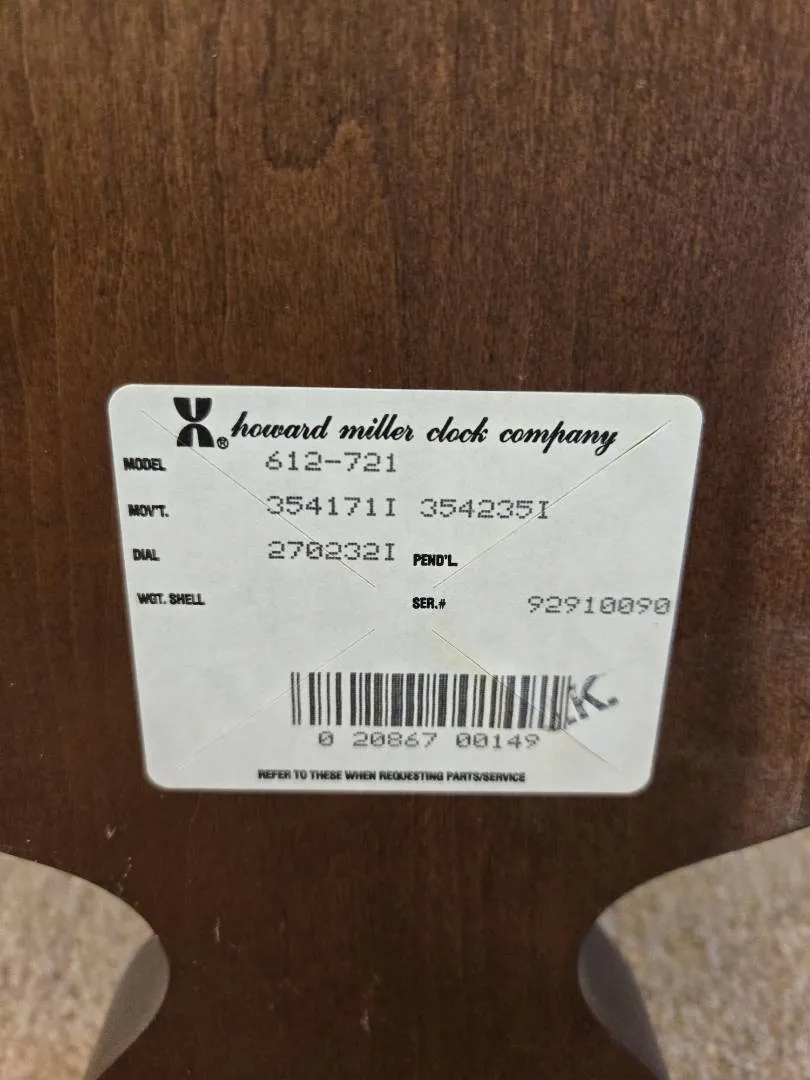 ® howard miller clock company
MODEL 612-721
MOV'T. 354171I 354235I
DIAL 270232I PEND'L.
WGT. SHELL SER.# 92910090
0 20867 00149
REFER TO THESE WHEN REQUESTING PARTS/SERVICE